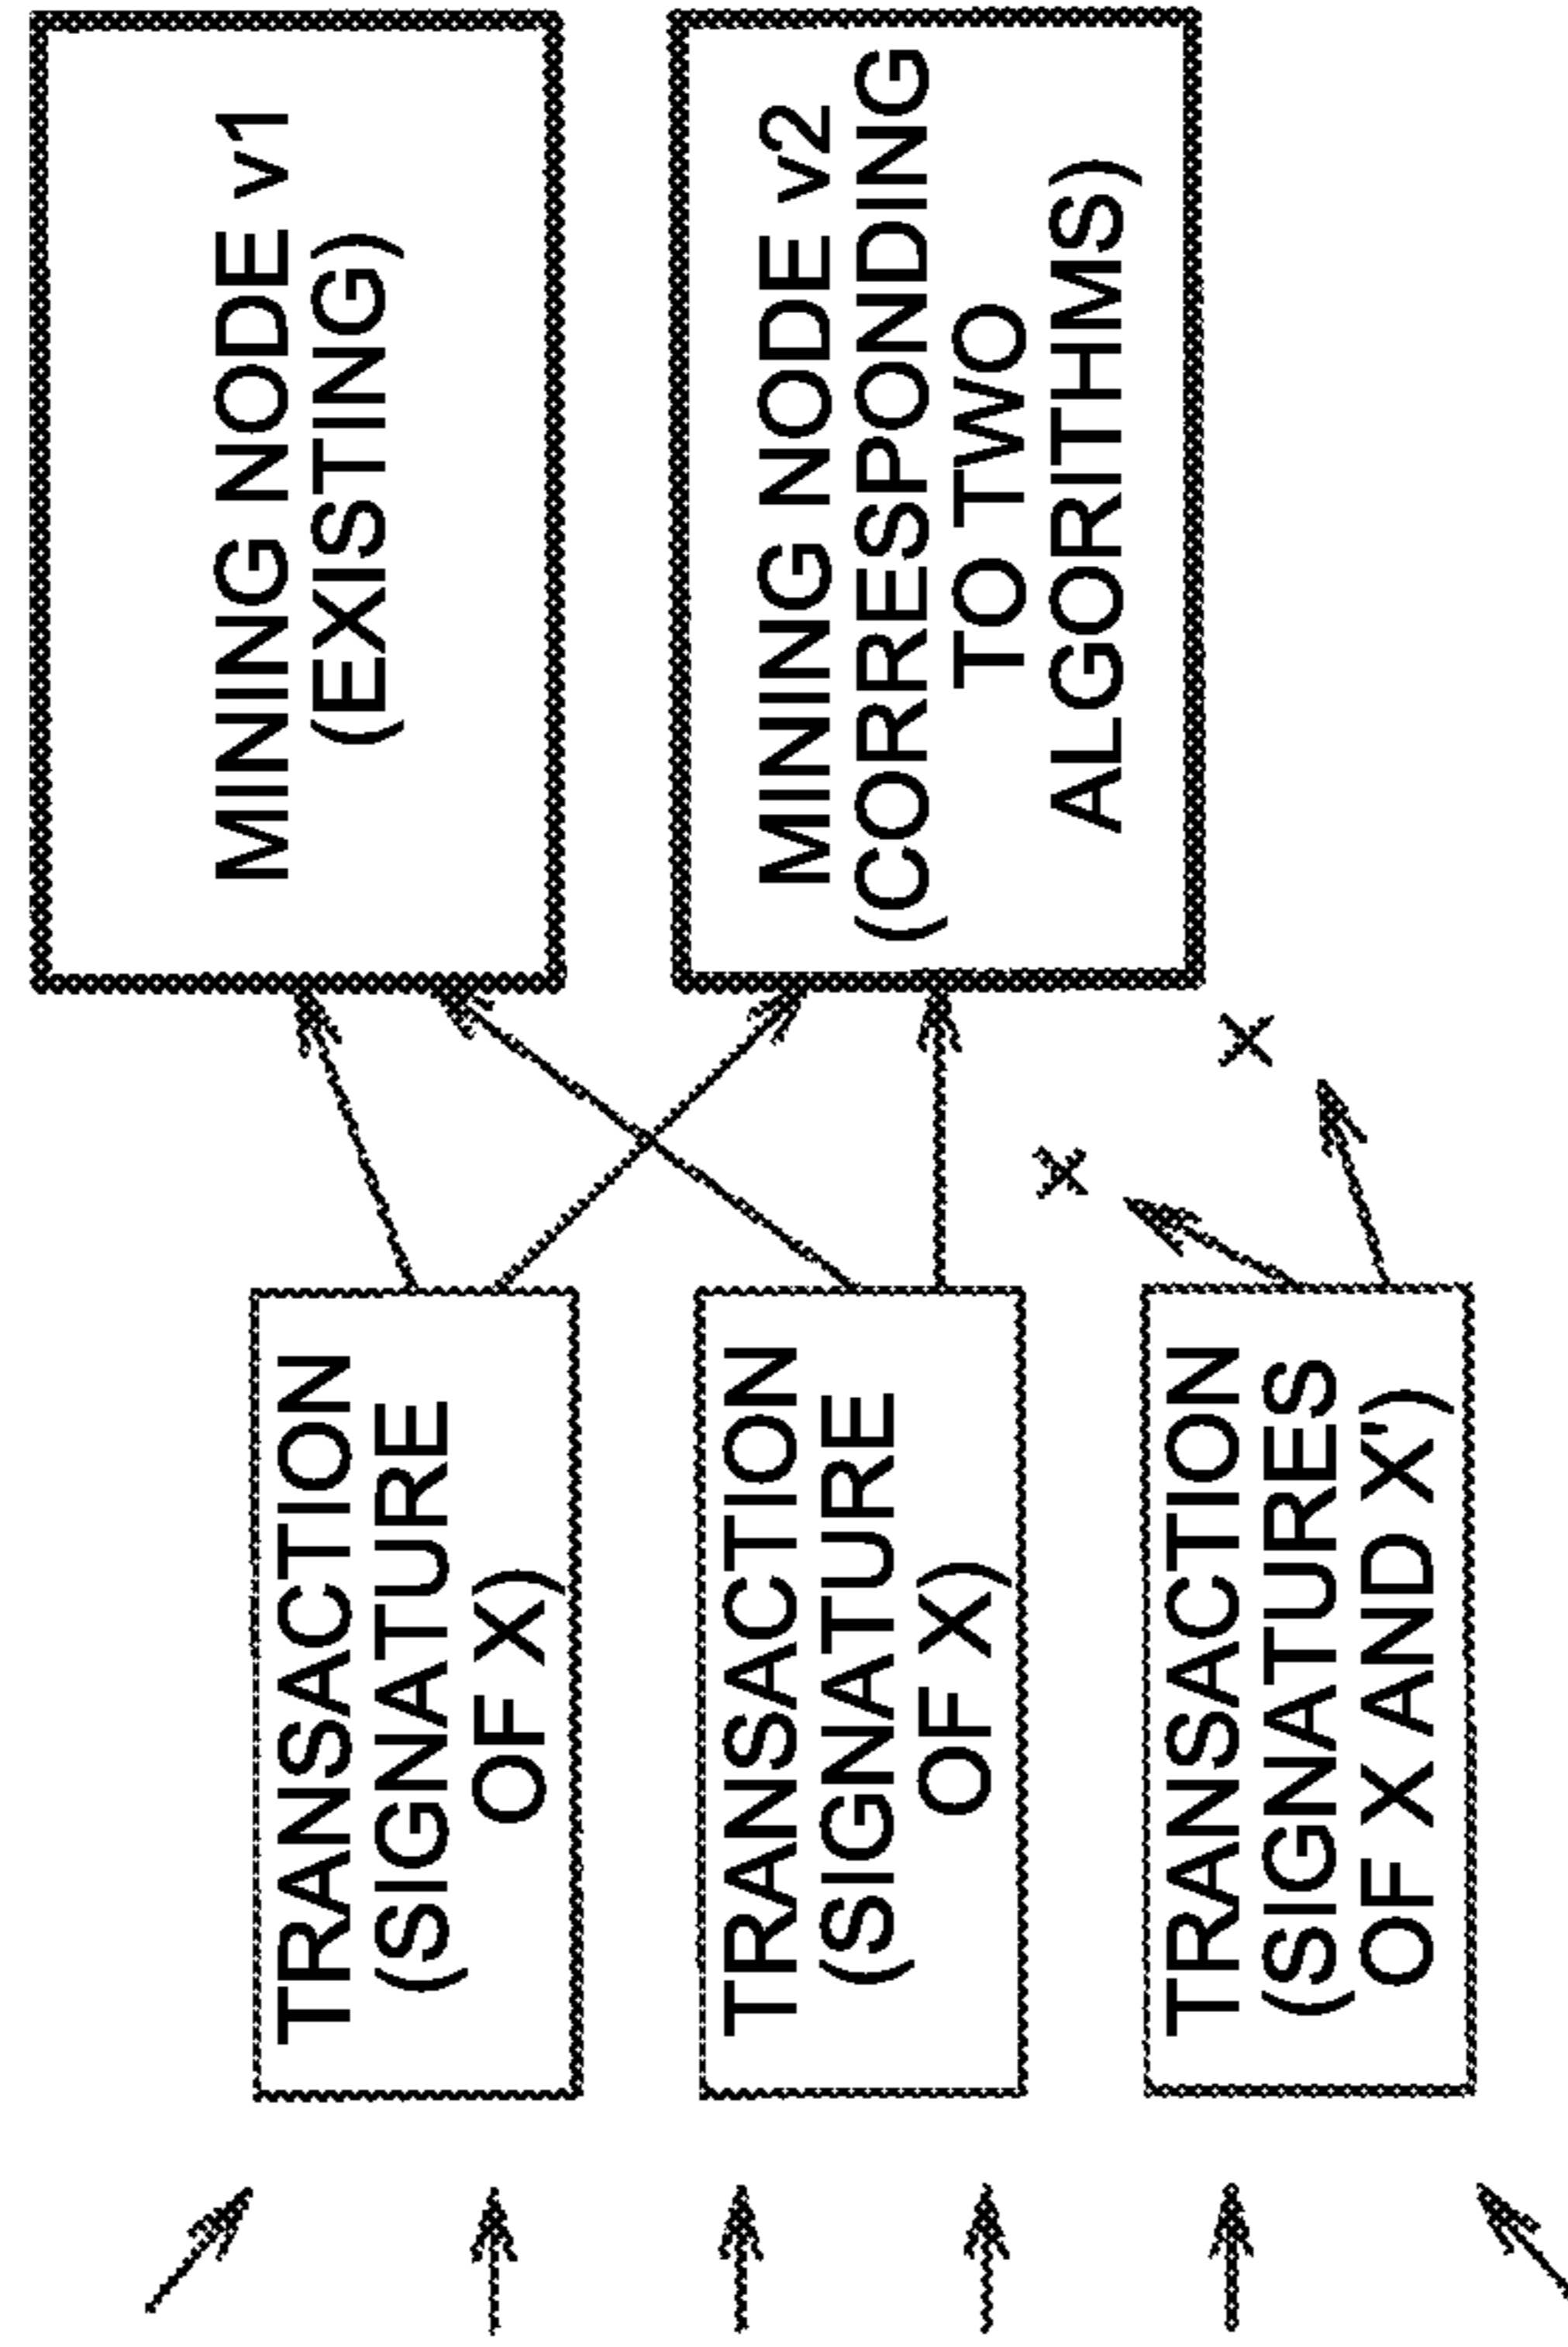 TRANSACTION
(SIGNATURE
OF X)
TRANSACTION
(SIGNATURE
OF X)
TRANSACTION
(SIGNATURES
OF X AND X')
MINING NODE v1
(EXISTING)
MINING NODE v2
(CORRESPONDING
TO TWO
ALGORITHMS)